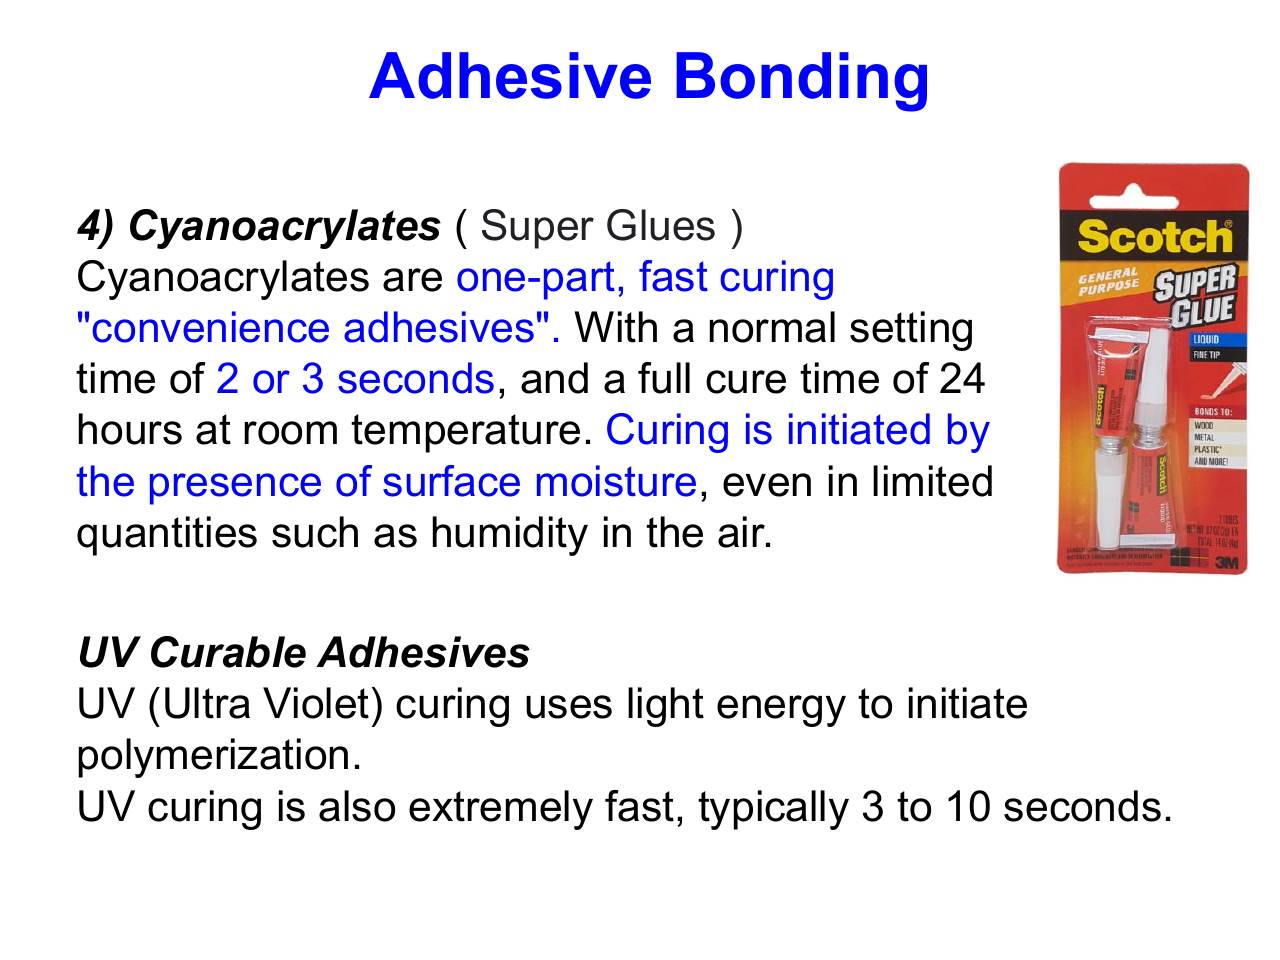 Adhesive Bonding
4) Cyanoacrylates ( Super Glues )
Cyanoacrylates are one-part, fast curing
"convenience adhesives". With a normal setting
time of 2 or 3 seconds, and a full cure time of 24
hours at room temperature. Curing is initiated by
the presence of surface moisture, even in limited
quantities such as humidity in the air.
UV Curable Adhesives
UV (Ultra Violet) curing uses light energy to initiate
polymerization.
UV curing is also extremely fast, typically 3 to 10 seconds.
Scotch®
GENERAL
PURPOSE
SUPER
GLUE
LIQUID
FINE TIP
Scotch
Scotch
BONDS TO:
WOOD
METAL
PLASTIC*
AND MORE!
2 TUBES
3M